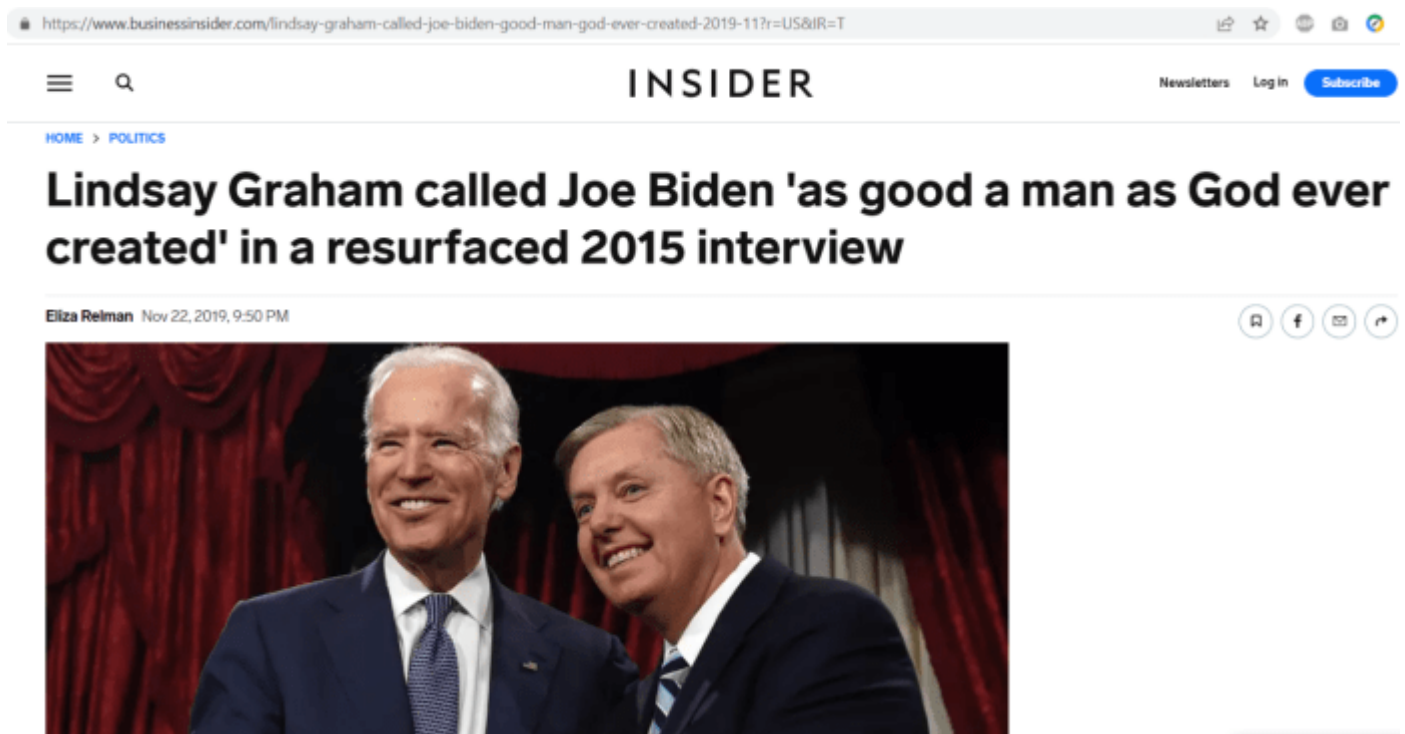 https://www.businessinsider.com/lindsay-graham-called-joe-biden-good-man-god-ever-created-2019-11?r=US&IR=T
INSIDER
Newsletters Log in Subscribe
HOME > POLITICS
Lindsay Graham called Joe Biden 'as good a man as God ever
created' in a resurfaced 2015 interview
Eliza Relman Nov 22, 2019, 9:50 PM